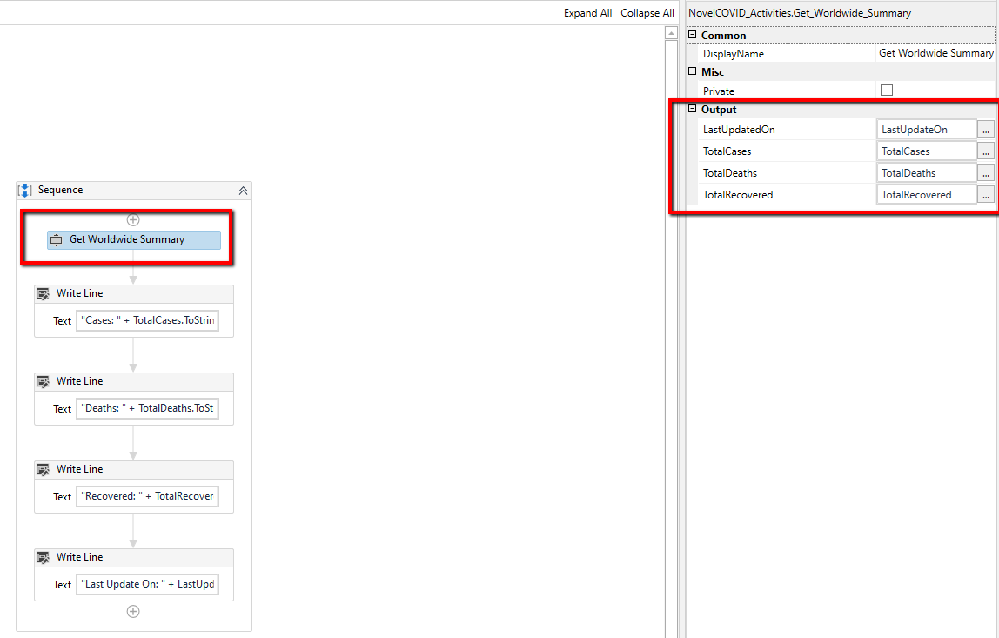 Expand All Collapse All
Sequence
Get Worldwide Summary
Write Line
Text "Cases: " + TotalCases.ToStrin
Write Line
Text "Deaths: " + TotalDeaths.ToSt
Write Line
Text "Recovered: " + TotalRecover
Write Line
Text "Last Update On: " + LastUpd
NovelCOVID_Activities.Get_Worldwide_Summary
Common
DisplayName Get Worldwide Summary
Misc
Private
Output
LastUpdatedOn LastUpdateOn ...
TotalCases TotalCases ...
TotalDeaths TotalDeaths ...
TotalRecovered TotalRecovered ...